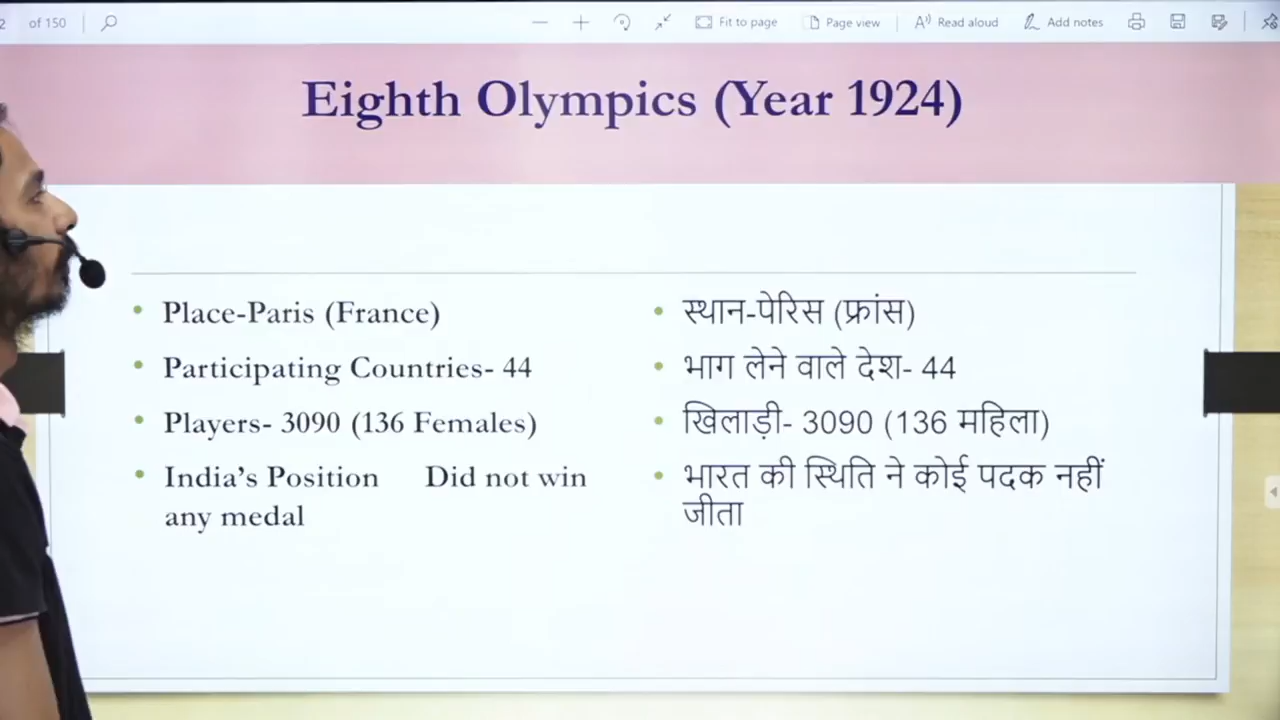 2 of 150
Fit to page
Page view
Read aloud
Add notes
Eighth Olympics (Year 1924)
Place-Paris (France)
Participating Countries- 44
Players- 3090 (136 Females)
India's Position Did not win
any medal
स्थान-पेरिस (फ्रांस)
भाग लेने वाले देश- 44
खिलाड़ी- 3090 (136 महिला)
भारत की स्थिति ने कोई पदक नहीं
जीता